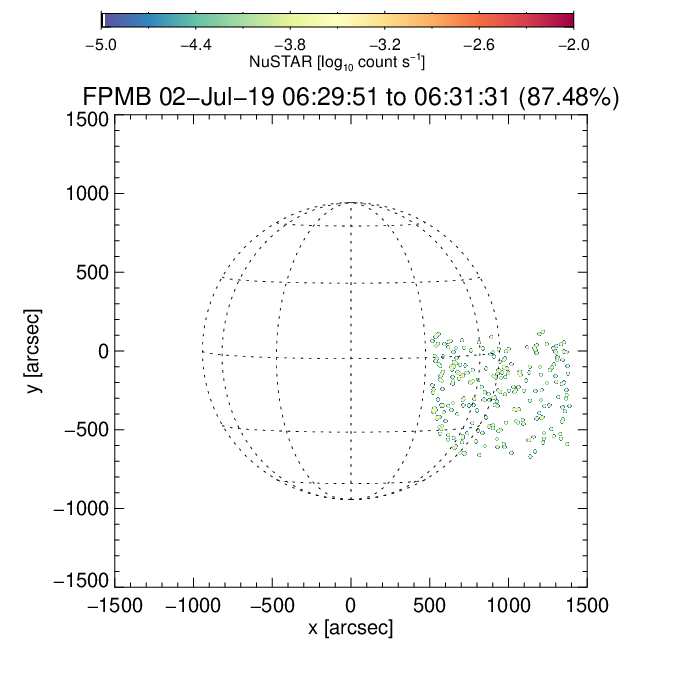 −5.0 −4.4 −3.8 −3.2 −2.6 −2.0
NuSTAR [log₁₀ count s⁻¹]
FPMB 02−Jul−19 06:29:51 to 06:31:31 (87.48%)
1500
1000
500
0
−500
−1000
−1500
y [arcsec]
−1500 −1000 −500 0 500 1000 1500
x [arcsec]